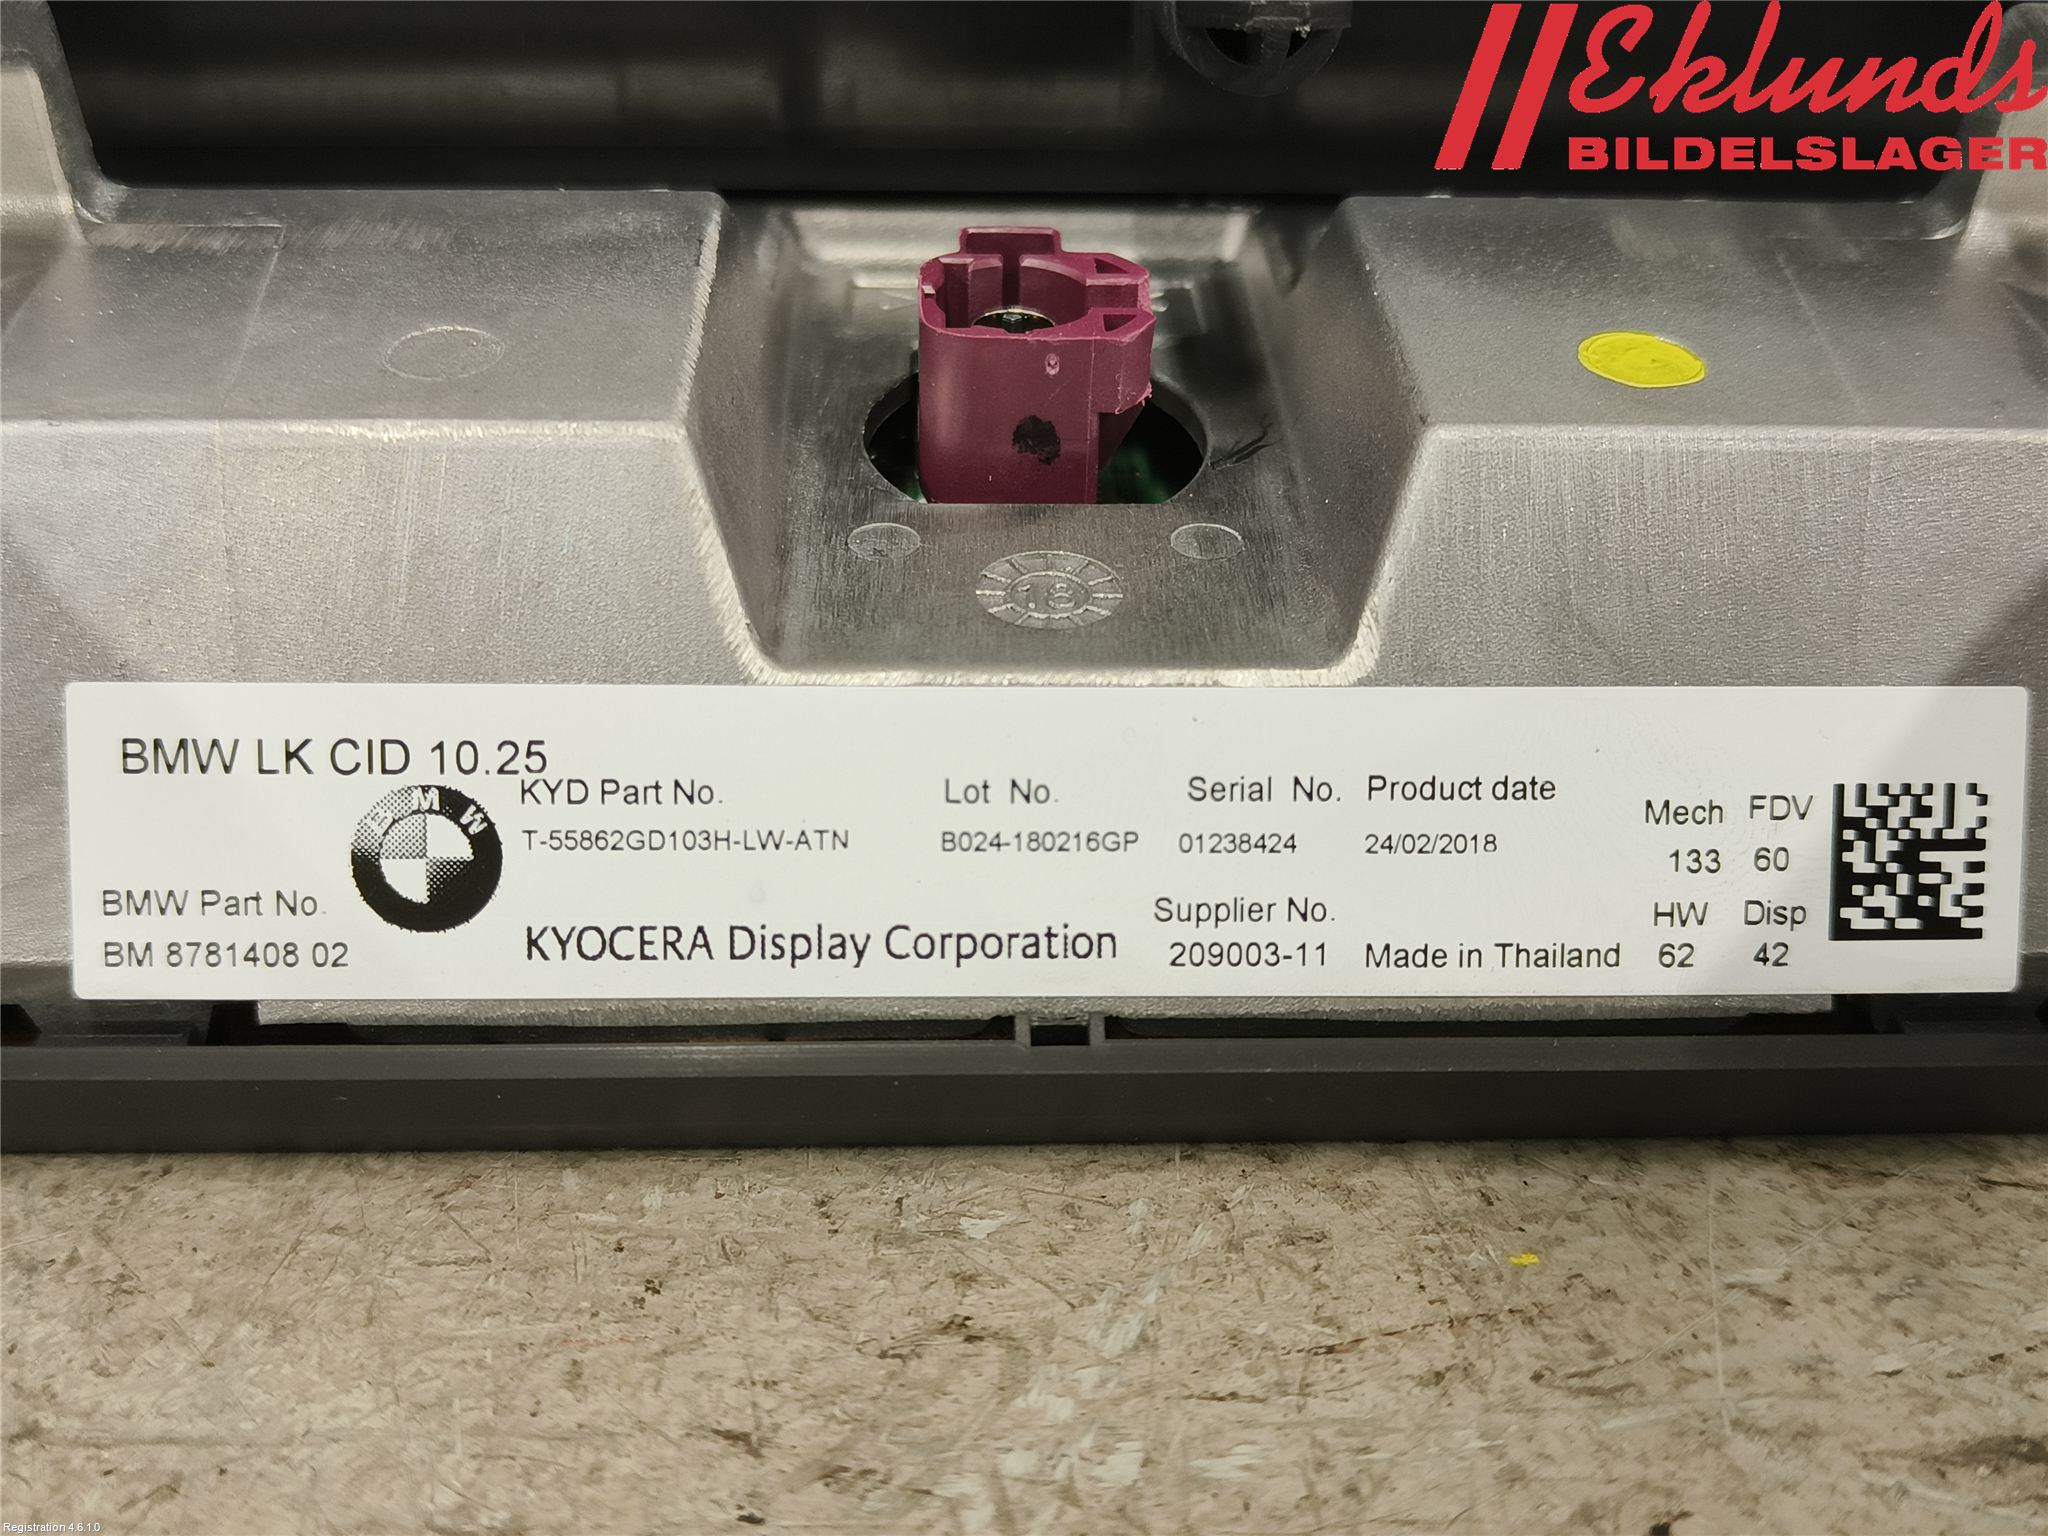 Eklunds
BILDELSLAGER
18
BMW LK CID 10.25
BMW
KYD Part No.
T-55862GD103H-LW-ATN
Lot No.
B024-180216GP
Serial No.
01238424
Product date
24/02/2018
Mech FDV
133 60
BMW Part No.
BM 8781408 02
KYOCERA Display Corporation
Supplier No.
209003-11
Made in Thailand
HW Disp
62 42
Registration 4.6.1.0